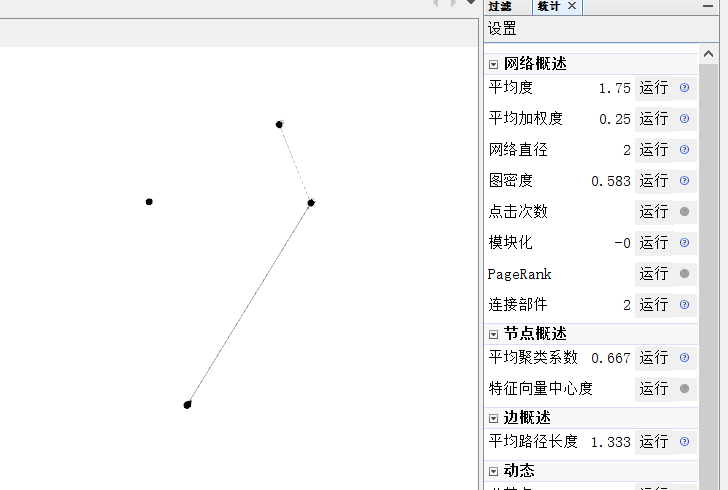 过滤 统计 ×
设置
网络概述
平均度 1.75 运行
平均加权度 0.25 运行
网络直径 2 运行
图密度 0.583 运行
点击次数 运行
模块化 -0 运行
PageRank 运行
连接部件 2 运行
节点概述
平均聚类系数 0.667 运行
特征向量中心度 运行
边概述
平均路径长度 1.333 运行
动态